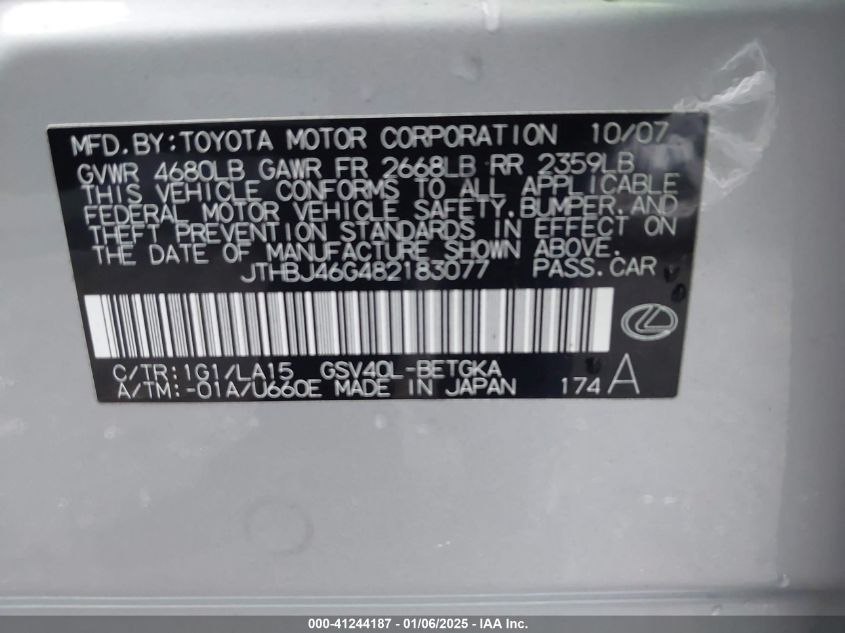 MFD. BY: TOYOTA MOTOR CORPORATION 10/07
GVWR 4680LB GAWR FR 2668LB RR 2359LB
THIS VEHICLE CONFORMS TO ALL APPLICABLE
FEDERAL MOTOR VEHICLE SAFETY, BUMPER, AND
THEFT PREVENTION STANDARDS IN EFFECT ON
THE DATE OF MANUFACTURE SHOWN ABOVE.
JTHBJ46G482183077 PASS. CAR
C/TR: 1G1/LA15 GSV40L-BETGKA
A/TM: -01A/U660E MADE IN JAPAN 174 A
000-41244187 - 01/06/2025 - IAA Inc.